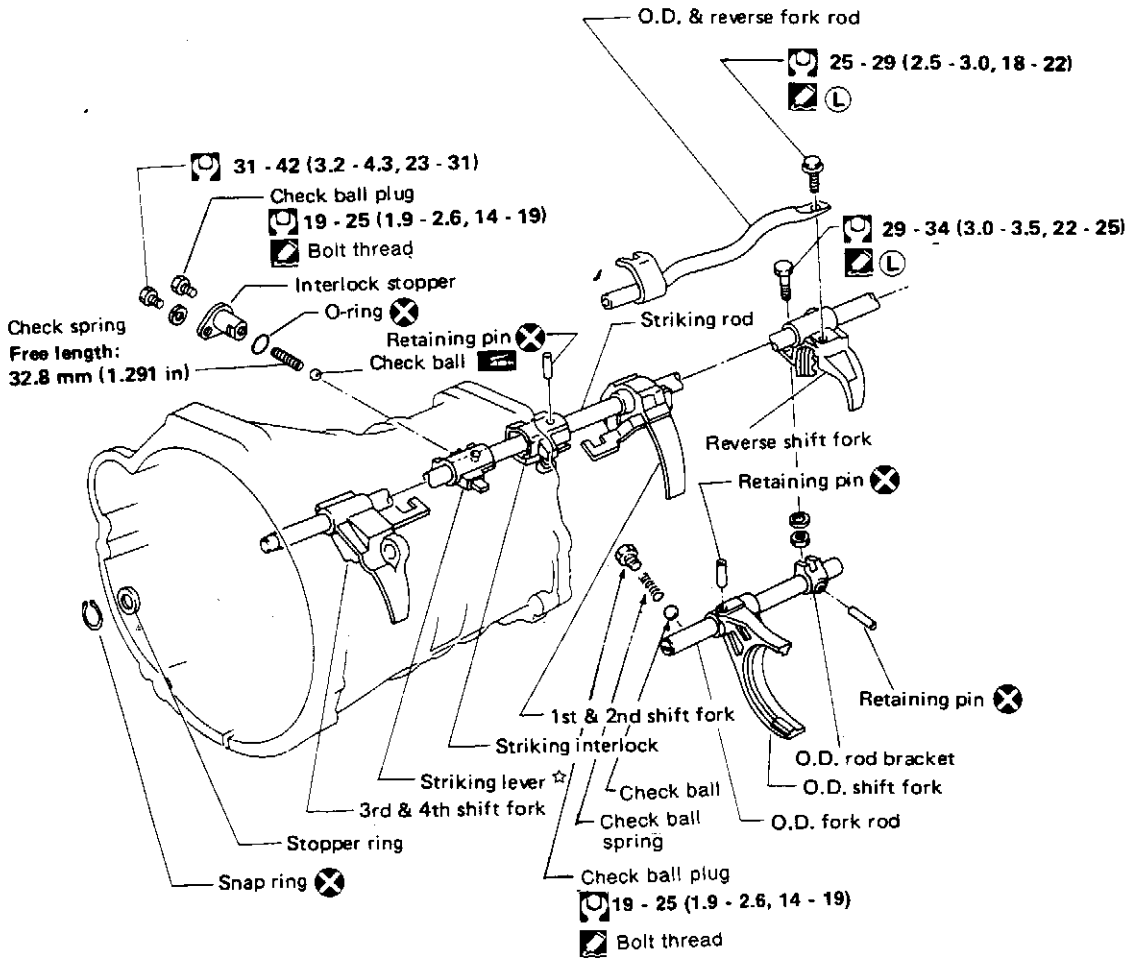 O.D. & reverse fork rod
25 - 29 (2.5 - 3.0, 18 - 22)
L
31 - 42 (3.2 - 4.3, 23 - 31)
Check ball plug
19 - 25 (1.9 - 2.6, 14 - 19)
Bolt thread
29 - 34 (3.0 - 3.5, 22 - 25)
L
Interlock stopper
O-ring
Striking rod
Check spring
Free length:
32.8 mm (1.291 in)
Retaining pin
Check ball
Reverse shift fork
Retaining pin
Retaining pin
1st & 2nd shift fork
Striking interlock
O.D. rod bracket
Striking lever ☆
Check ball
O.D. shift fork
3rd & 4th shift fork
Check ball
spring
O.D. fork rod
Stopper ring
Snap ring
Check ball plug
19 - 25 (1.9 - 2.6, 14 - 19)
Bolt thread